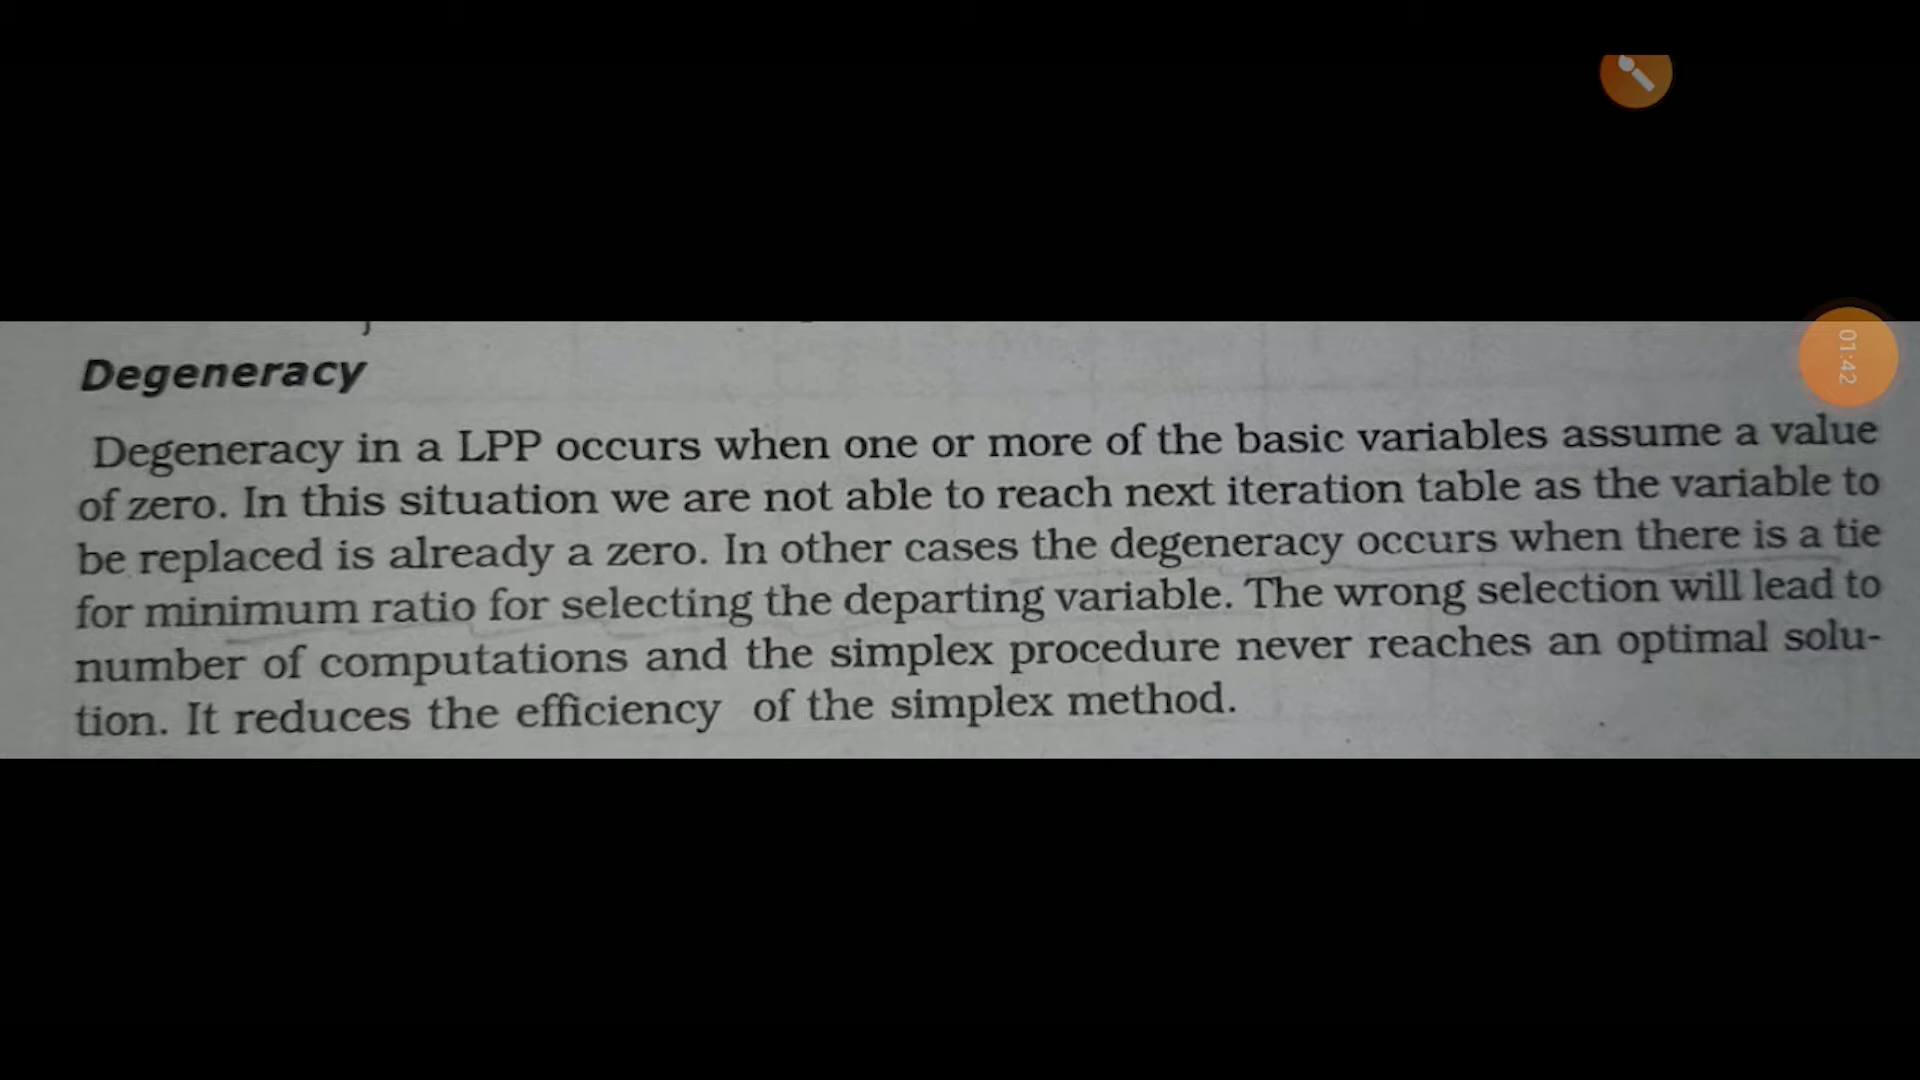 01:42
Degeneracy
Degeneracy in a LPP occurs when one or more of the basic variables assume a value
of zero. In this situation we are not able to reach next iteration table as the variable to
be replaced is already a zero. In other cases the degeneracy occurs when there is a tie
for minimum ratio for selecting the departing variable. The wrong selection will lead to
number of computations and the simplex procedure never reaches an optimal solu-
tion. It reduces the efficiency of the simplex method.